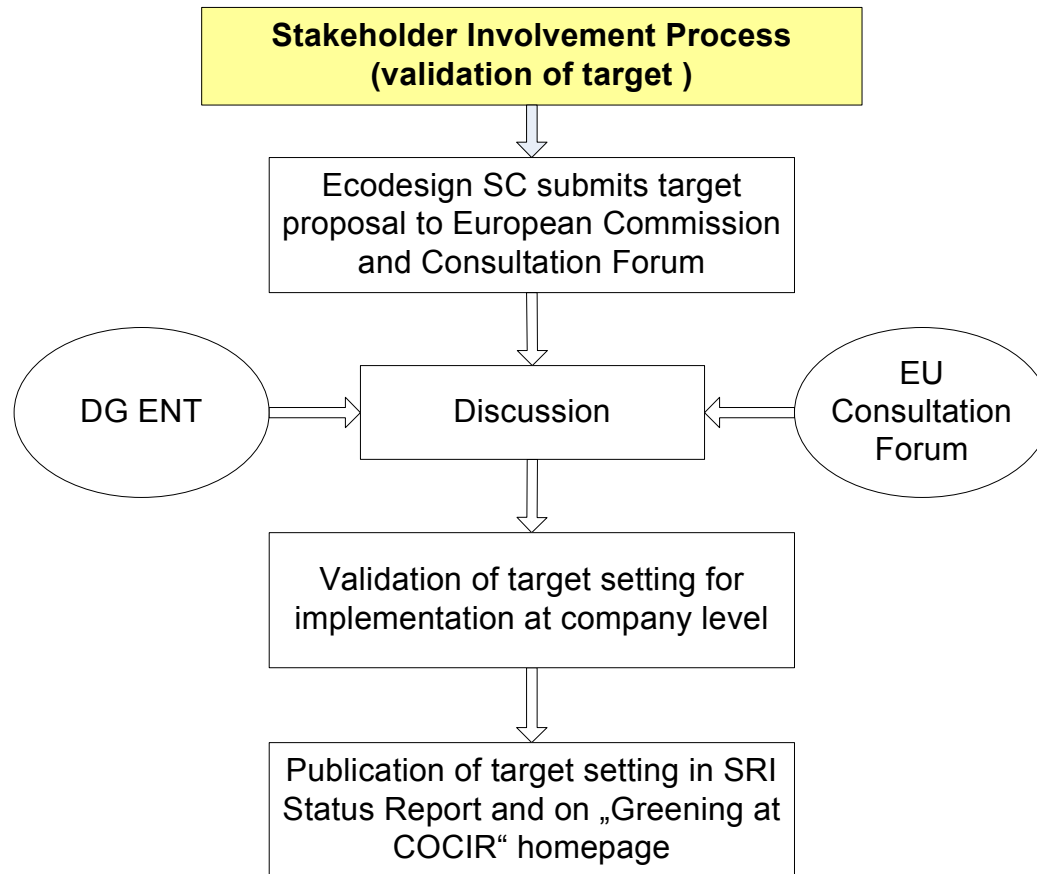 Stakeholder Involvement Process
(validation of target )
Ecodesign SC submits target
proposal to European Commission
and Consultation Forum
DG ENT
Discussion
EU
Consultation
Forum
Validation of target setting for
implementation at company level
Publication of target setting in SRI
Status Report and on „Greening at
COCIR“ homepage